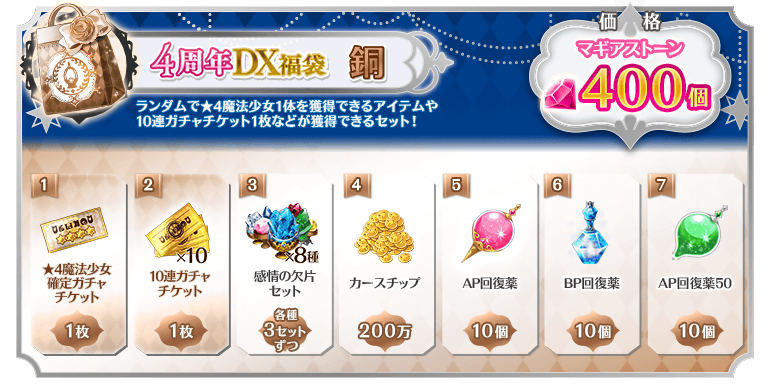 4周年DX福袋 銅
価格
マギアストーン
400個
ランダムで★4魔法少女1体を獲得できるアイテムや
10連ガチャチケット1枚などが獲得できるセット!
1
★4魔法少女
確定ガチャ
チケット
1枚
2
×10
10連ガチャ
チケット
1枚
3
×8種
感情の欠片
セット
各種
3セット
ずつ
4
カースチップ
200万
5
AP回復薬
10個
6
BP回復薬
10個
7
AP回復薬50
10個